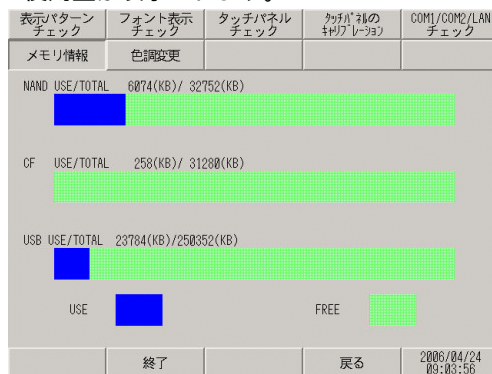 表示パターン
チェック
フォント表示
チェック
タッチパネル
チェック
タッチパネルの
キャリブレーション
COM1/COM2/LAN
チェック
メモリ情報
色調変更
NAND USE/TOTAL 6074(KB)/ 32752(KB)
CF USE/TOTAL 258(KB)/ 31280(KB)
USB USE/TOTAL 23784(KB)/250352(KB)
USE
FREE
終了
戻る
2006/04/24
09:03:56